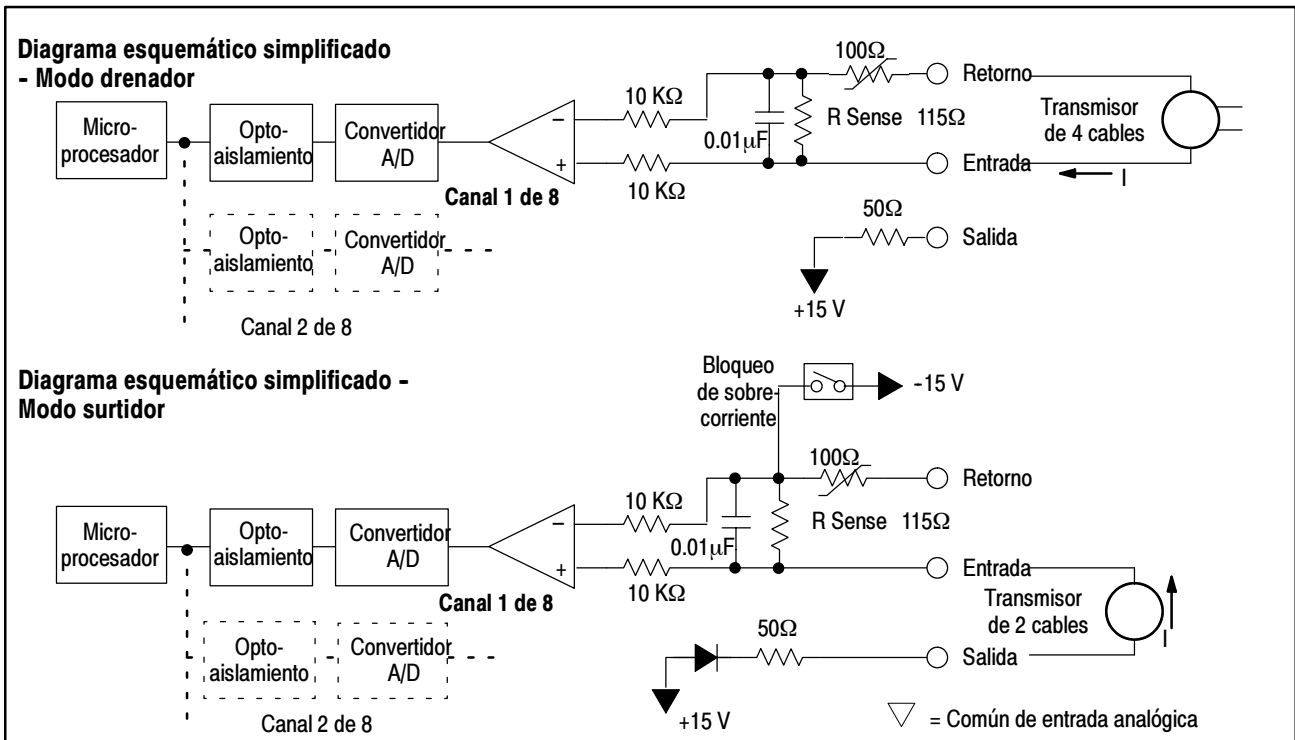 Diagrama esquemático simplificado
- Modo drenador
100Ω
Retorno
10 KΩ
Micro-
procesador
Opto-
aislamiento
Convertidor
A/D
−
+
0.01μF
R Sense 115Ω
Transmisor
de 4 cables
Entrada
I
10 KΩ
Canal 1 de 8
50Ω
Opto-
aislamiento
Convertidor
A/D
Salida
+15 V
Canal 2 de 8
Diagrama esquemático simplificado -
Modo surtidor
Bloqueo
de sobre-
corriente
-15 V
100Ω
Retorno
10 KΩ
Micro-
procesador
Opto-
aislamiento
Convertidor
A/D
−
+
0.01μF
R Sense 115Ω
Entrada
10 KΩ
Canal 1 de 8
Transmisor
de 2 cables
I
50Ω
Opto-
aislamiento
Convertidor
A/D
Salida
+15 V
Canal 2 de 8
= Común de entrada analógica